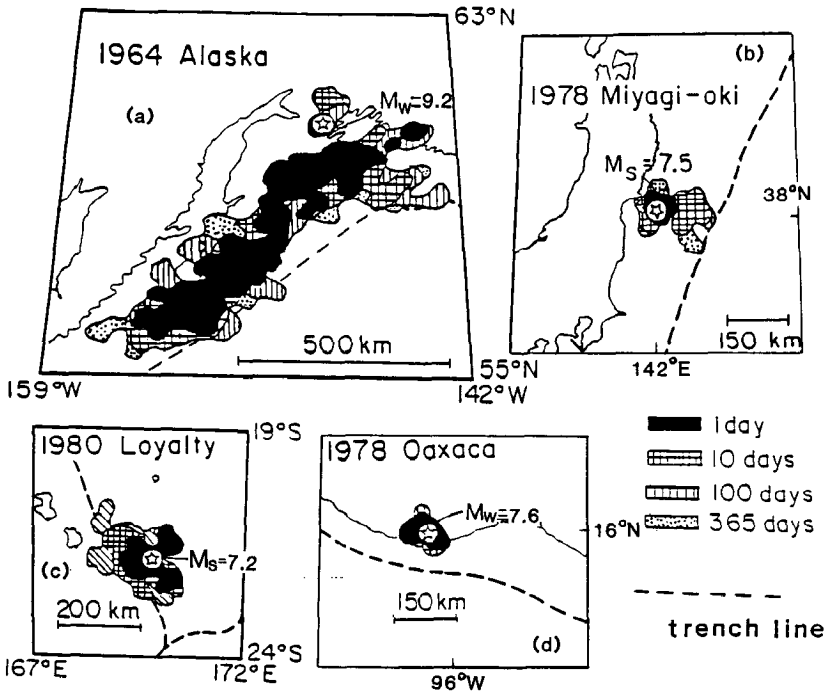 63°N
1964 Alaska
(a)
Mw=9.2
500 km
159°W
142°W
55°N
(b)
1978 Miyagi-oki
Ms=7.5
38°N
150 km
142°E
1980 Loyalty
19°S
Ms=7.2
(c)
200 km
167°E
172°E
24°S
1978 Oaxaca
Mw=7.6
16°N
150 km
(d)
96°W
1 day
10 days
100 days
365 days
trench line